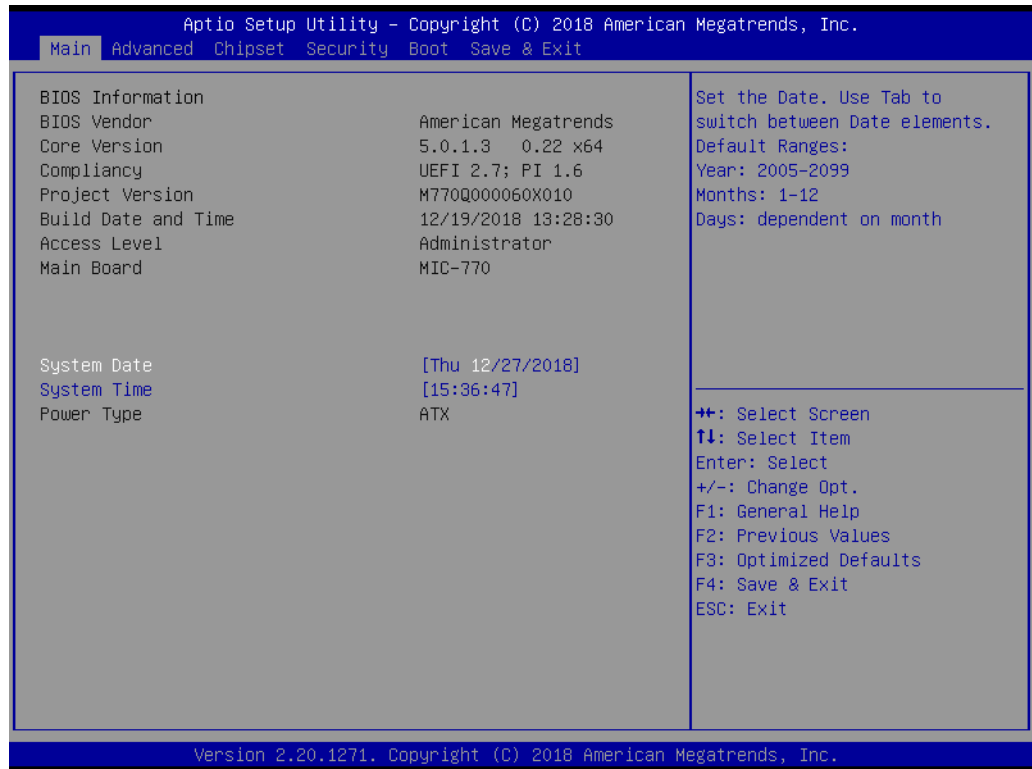 Aptio Setup Utility – Copyright (C) 2018 American Megatrends, Inc.
Main Advanced Chipset Security Boot Save & Exit
BIOS Information
BIOS Vendor American Megatrends
Core Version 5.0.1.3 0.22 x64
Compliancy UEFI 2.7; PI 1.6
Project Version M770Q000060X010
Build Date and Time 12/19/2018 13:28:30
Access Level Administrator
Main Board MIC-770
System Date [Thu 12/27/2018]
System Time [15:36:47]
Power Type ATX
Set the Date. Use Tab to
switch between Date elements.
Default Ranges:
Year: 2005-2099
Months: 1-12
Days: dependent on month
→←: Select Screen
↑↓: Select Item
Enter: Select
+/-: Change Opt.
F1: General Help
F2: Previous Values
F3: Optimized Defaults
F4: Save & Exit
ESC: Exit
Version 2.20.1271. Copyright (C) 2018 American Megatrends, Inc.